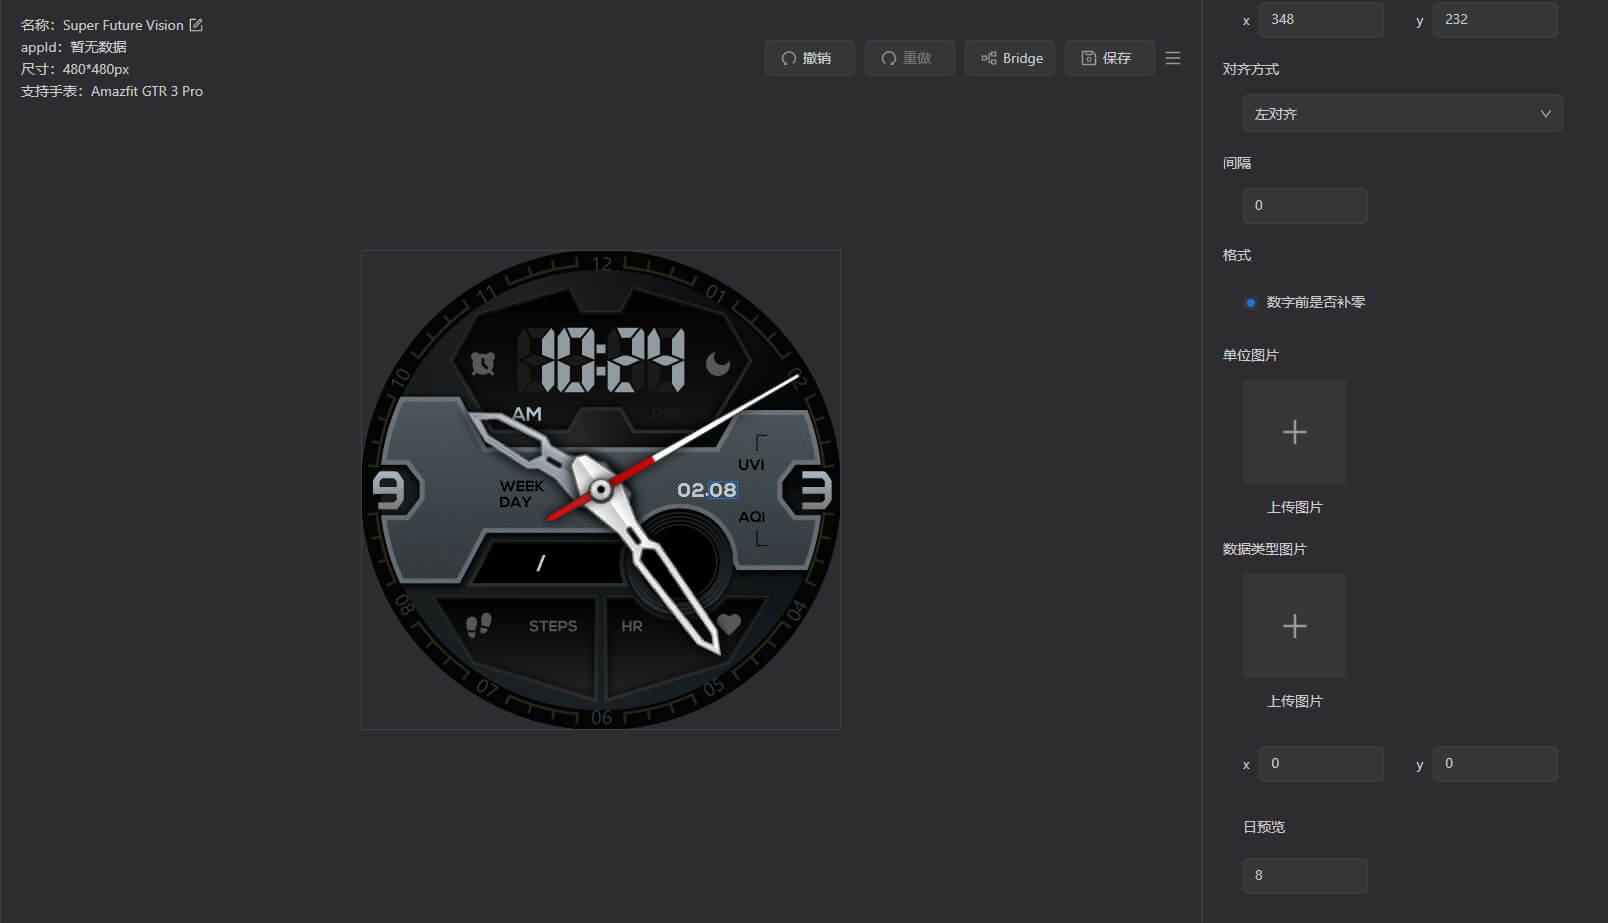 名称：Super Future Vision
appId：暂无数据
尺寸：480*480px
支持手表：Amazfit GTR 3 Pro
撤销
重做
Bridge
保存
x 348 y 232
对齐方式
左对齐
间隔
0
格式
数字前是否补零
单位图片
上传图片
数据类型图片
上传图片
x 0 y 0
日预览
8
12
11
01
10
02
10:24
AM
PM
UVI
9
WEEK
DAY
02.08
3
AQI
/
08
04
STEPS
HR
07
05
06